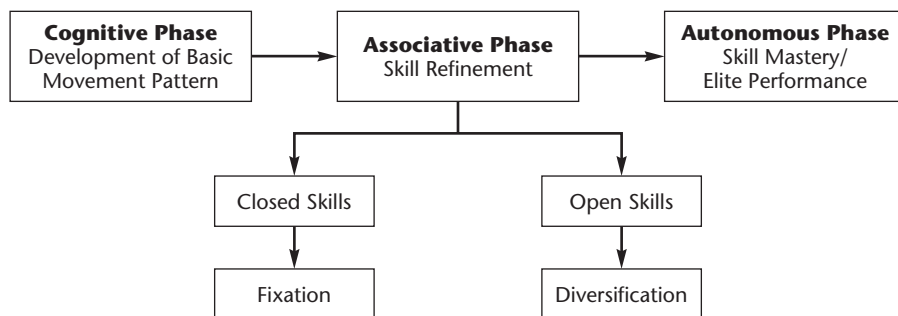 Cognitive Phase
Development of Basic
Movement Pattern
Associative Phase
Skill Refinement
Autonomous Phase
Skill Mastery/
Elite Performance
Closed Skills
Open Skills
Fixation
Diversification